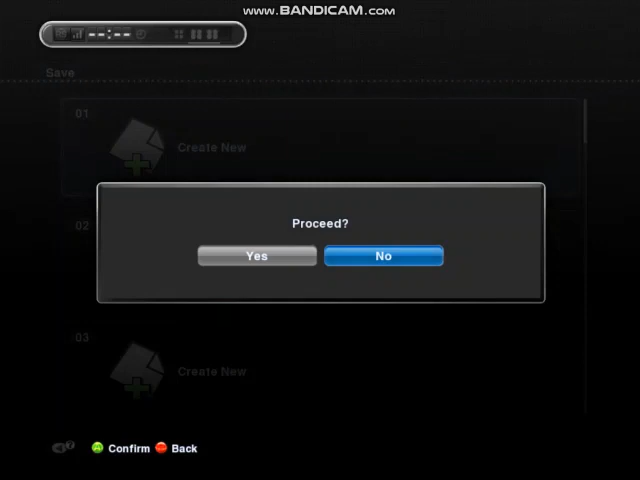 www.BANDICAM.com
--:--
Save
01
Create New
Proceed?
Yes No
02
03
Create New
Confirm Back